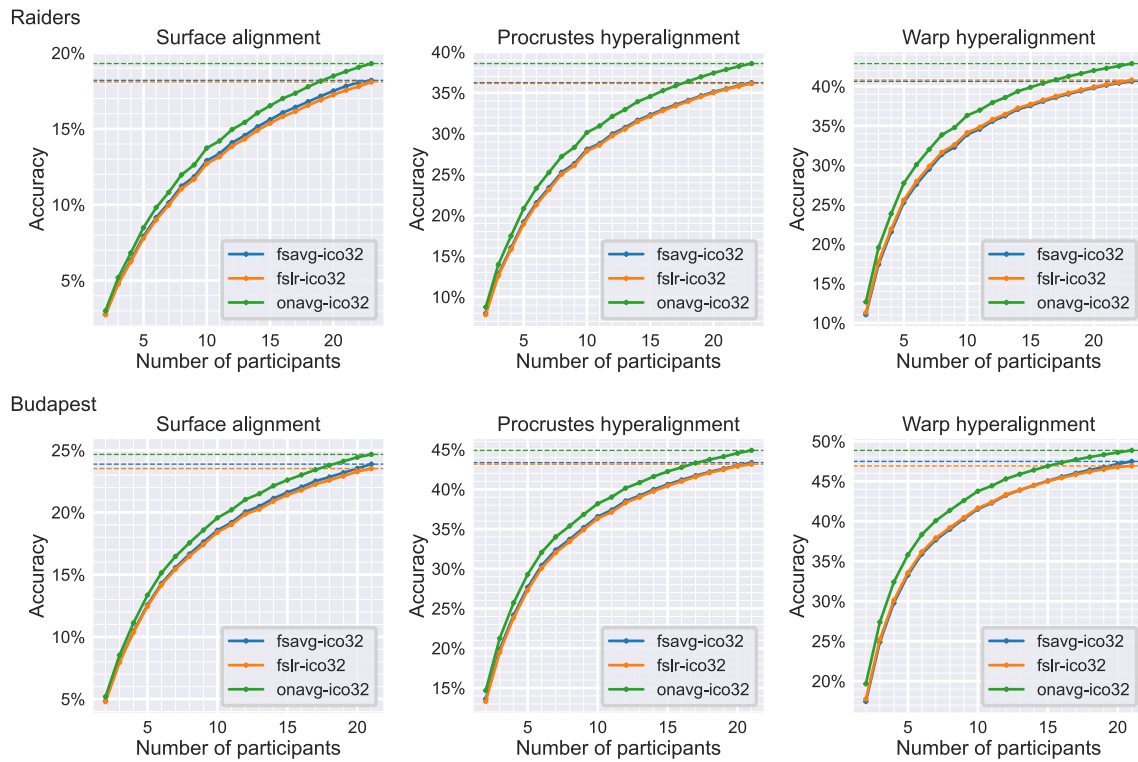 Raiders
Surface alignment
Procrustes hyperalignment
Warp hyperalignment
20%
15%
10%
5%
Accuracy
5 10 15 20
Number of participants
fsavg-ico32
fslr-ico32
onavg-ico32
40%
35%
30%
25%
20%
15%
10%
Accuracy
5 10 15 20
Number of participants
fsavg-ico32
fslr-ico32
onavg-ico32
40%
35%
30%
25%
20%
15%
10%
Accuracy
5 10 15 20
Number of participants
fsavg-ico32
fslr-ico32
onavg-ico32
Budapest
Surface alignment
Procrustes hyperalignment
Warp hyperalignment
25%
20%
15%
10%
5%
Accuracy
5 10 15 20
Number of participants
fsavg-ico32
fslr-ico32
onavg-ico32
45%
40%
35%
30%
25%
20%
15%
Accuracy
5 10 15 20
Number of participants
fsavg-ico32
fslr-ico32
onavg-ico32
50%
45%
40%
35%
30%
25%
20%
Accuracy
5 10 15 20
Number of participants
fsavg-ico32
fslr-ico32
onavg-ico32